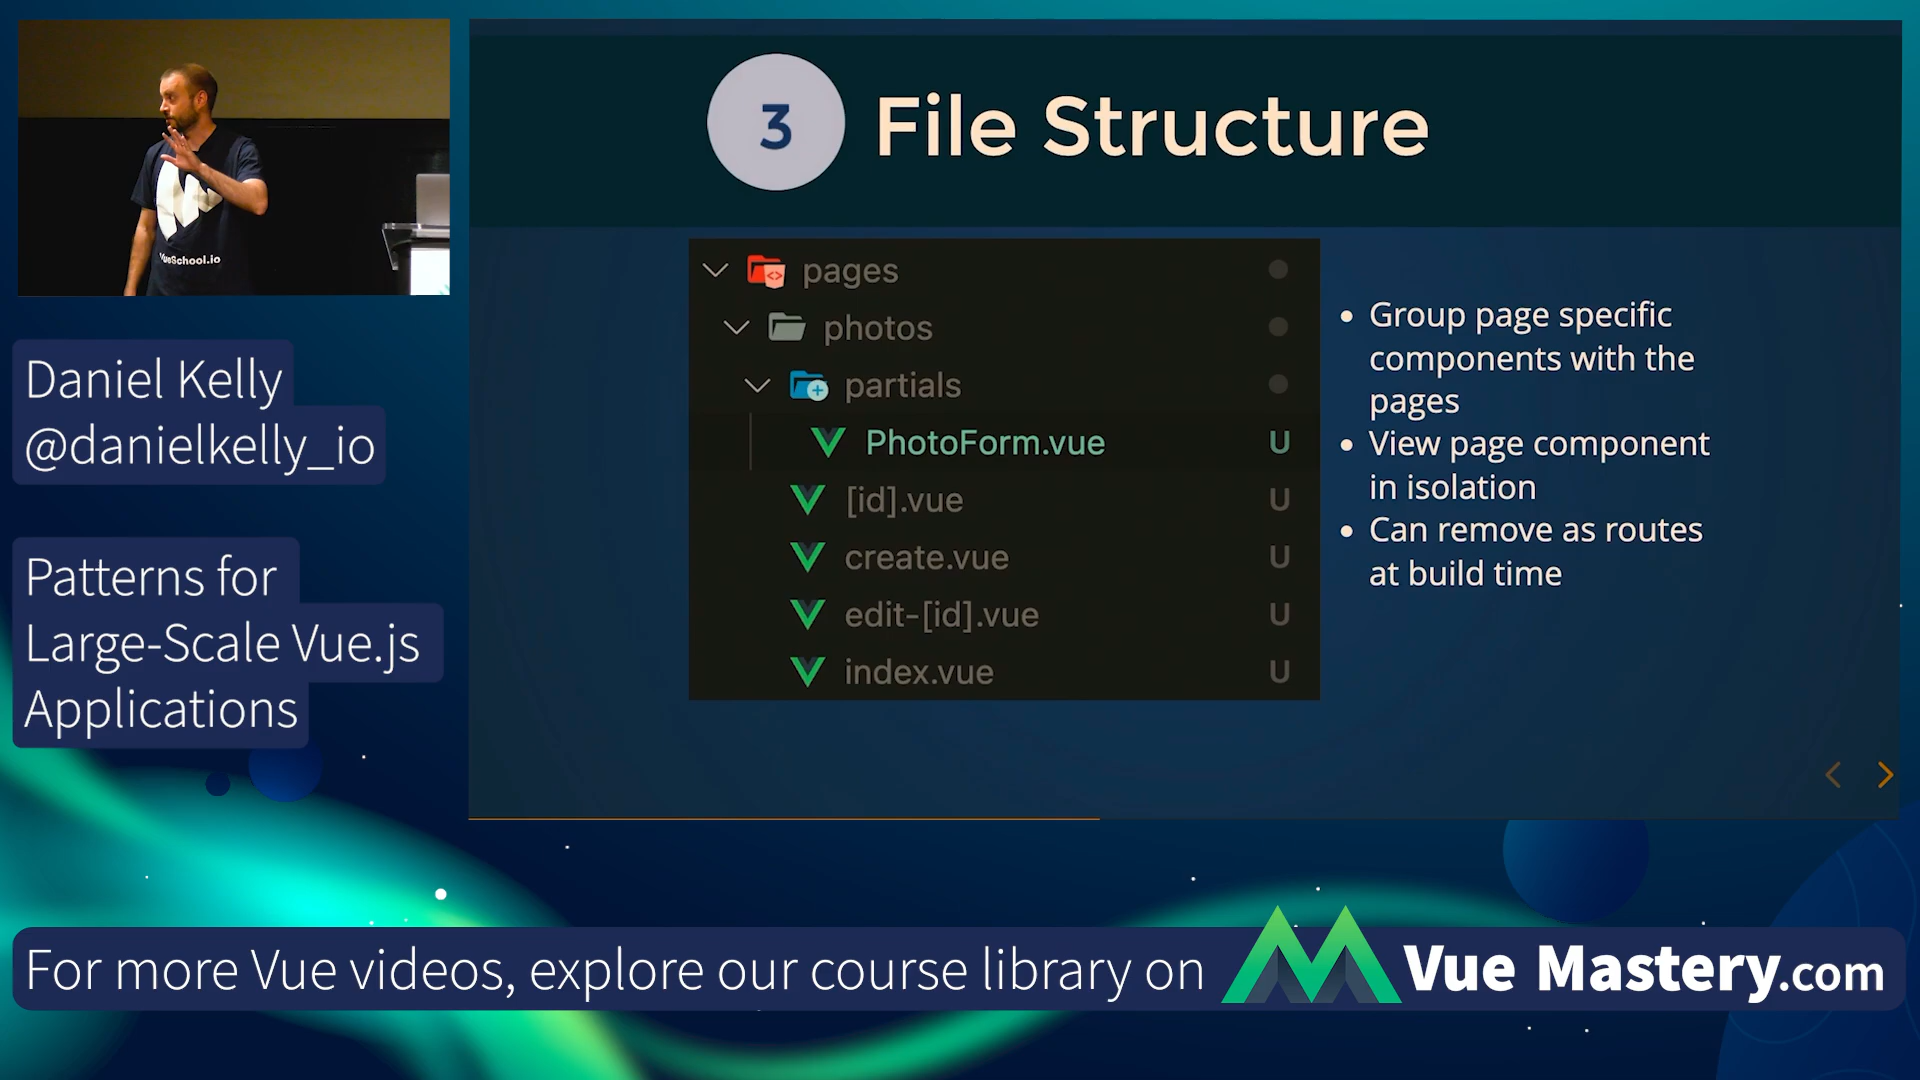 VueSchool.io
Daniel Kelly
@danielkelly_io
Patterns for
Large-Scale Vue.js
Applications
3 File Structure
pages
photos
partials
PhotoForm.vue U
[id].vue U
create.vue U
edit-[id].vue U
index.vue U
• Group page specific
components with the
pages
• View page component
in isolation
• Can remove as routes
at build time
For more Vue videos, explore our course library on Vue Mastery.com